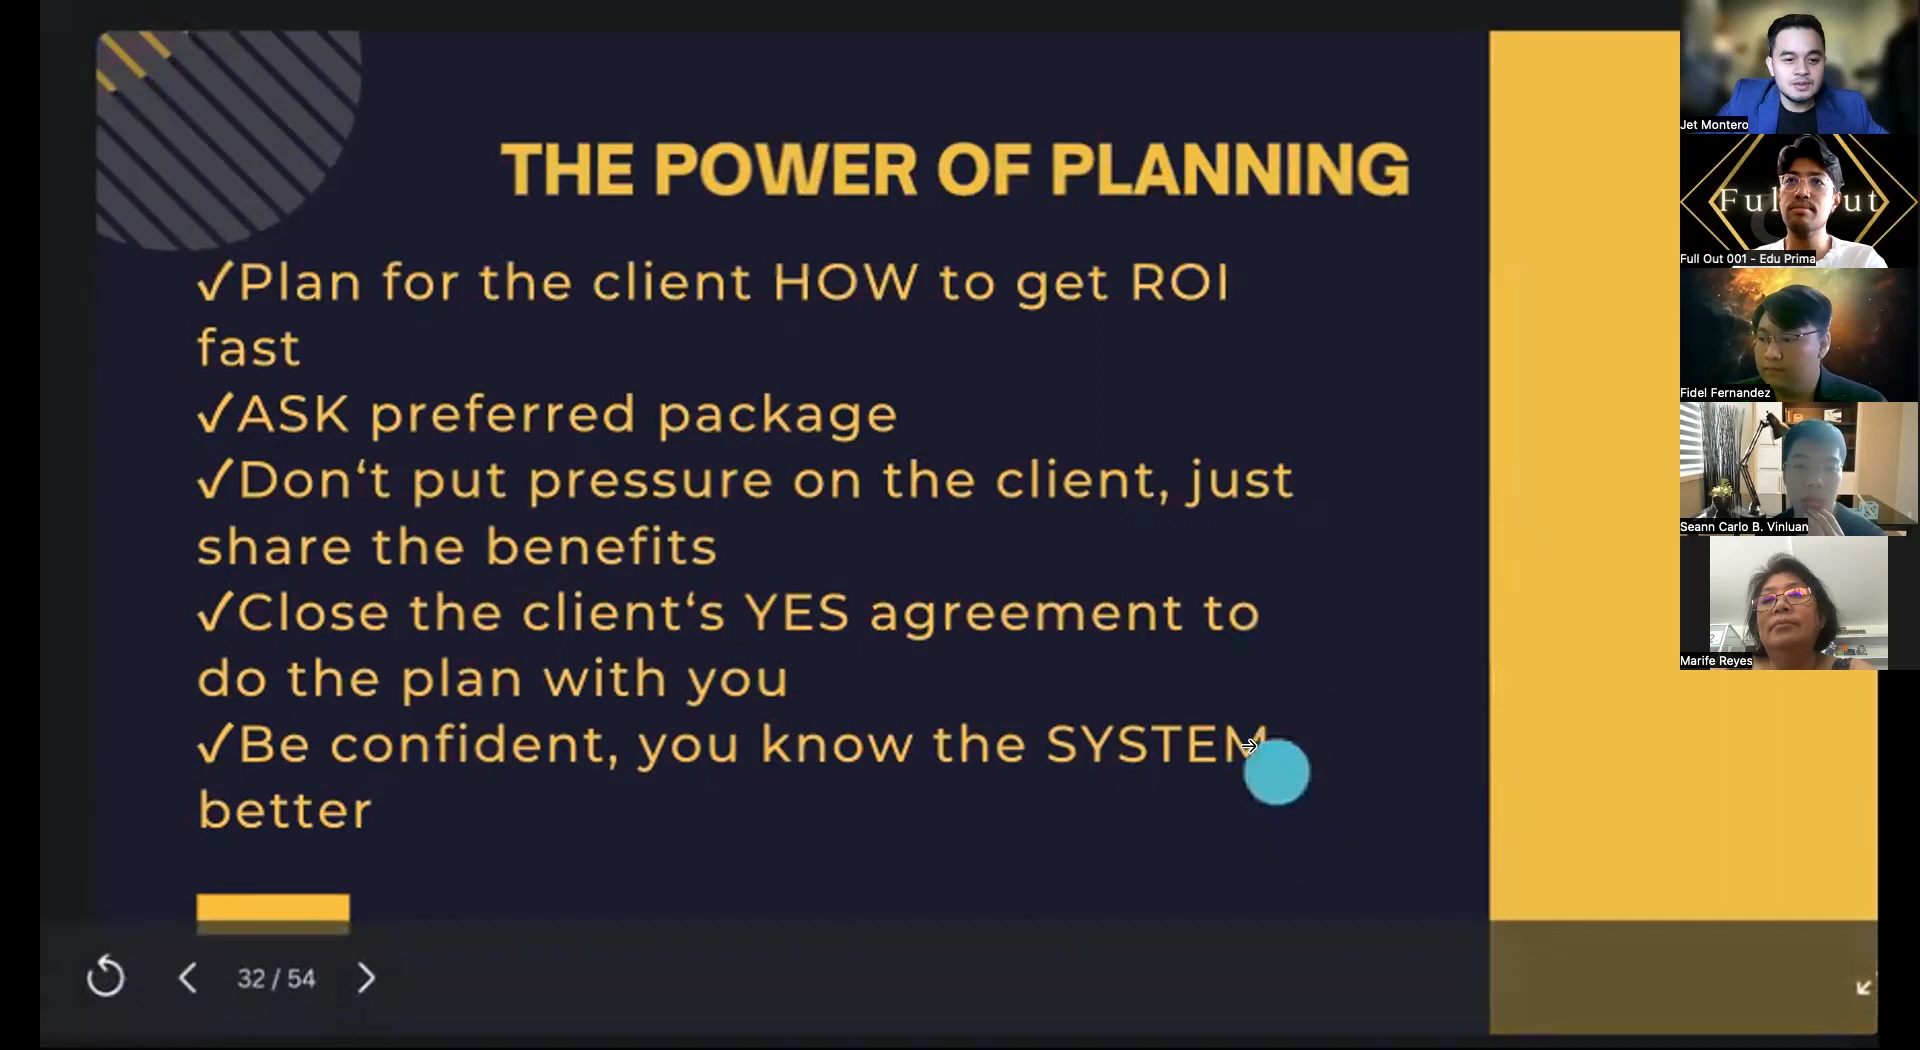 THE POWER OF PLANNING
✓Plan for the client HOW to get ROI
fast
✓ASK preferred package
✓Don‘t put pressure on the client, just
share the benefits
✓Close the client‘s YES agreement to
do the plan with you
✓Be confident, you know the SYSTEM
better
32 / 54
Jet Montero
Ful ut
Full Out 001 - Edu Prima
Fidel Fernandez
Seann Carlo B. Vinluan
Marife Reyes